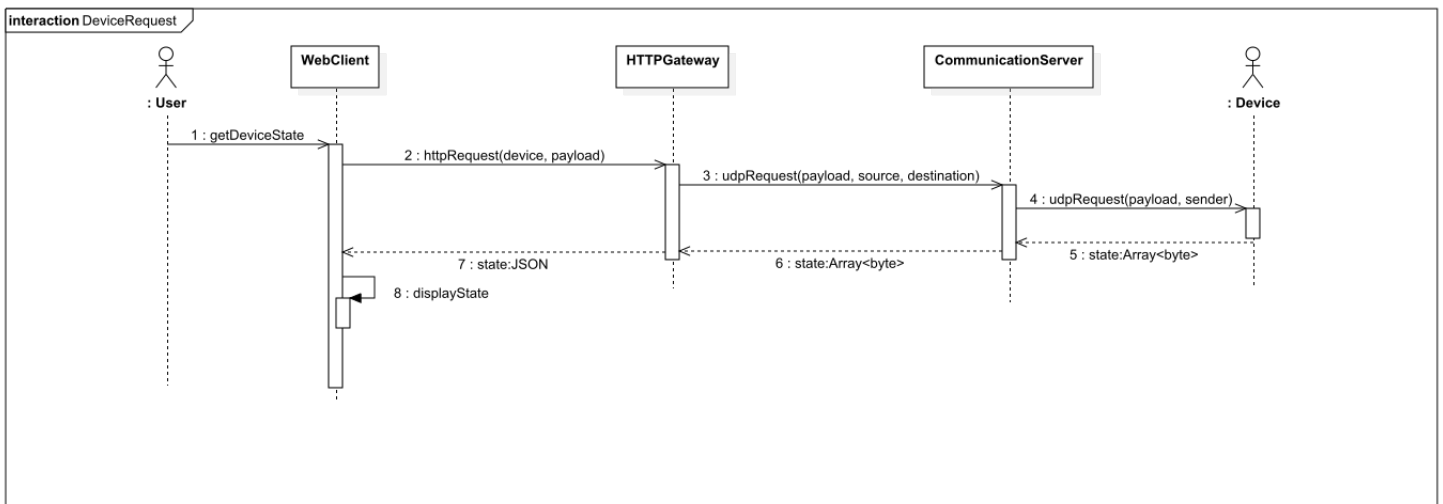 interaction DeviceRequest
WebClient
HTTPGateway
CommunicationServer
: User
: Device
1 : getDeviceState
2 : httpRequest(device, payload)
3 : udpRequest(payload, source, destination)
4 : udpRequest(payload, sender)
5 : state:Array<byte>
6 : state:Array<byte>
7 : state:JSON
8 : displayState